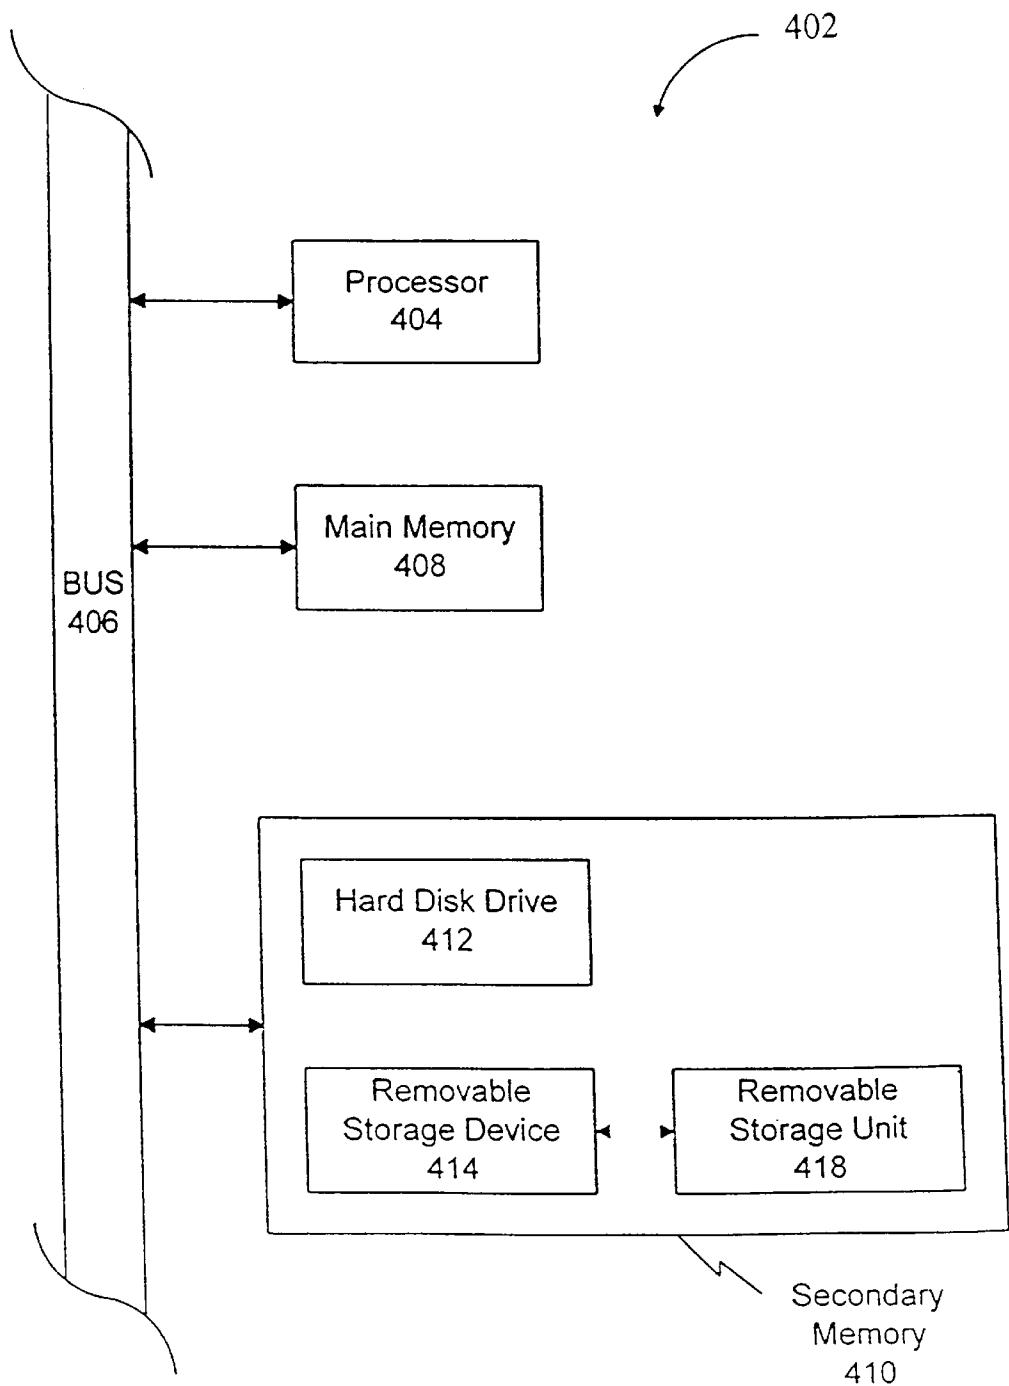 402
Processor
404
Main Memory
408
BUS
406
Hard Disk Drive
412
Removable
Storage Device
414
Removable
Storage Unit
418
Secondary
Memory
410